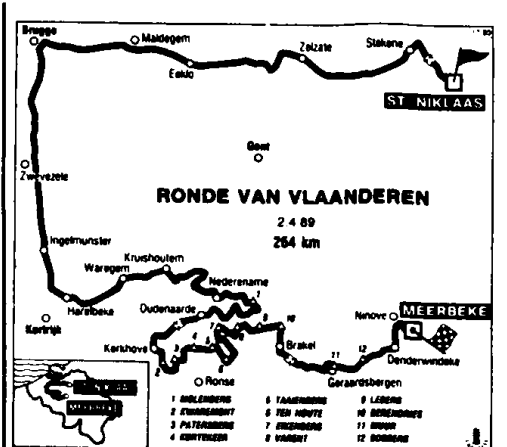 Brugge
Maldegem
Eeklo
Zelzate
Stekene
ST NIKLAAS
Gent
Zwevezele
RONDE VAN VLAANDEREN
2 4 89
264 km
Ingelmunster
Kruishoutem
Waregem
Nederename
Harelbeke
Oudenaarde
Kortrijk
Kerkhove
Ronse
Brakel
Ninove
MEERBEKE
Denderwindeke
Geraardsbergen
1 MOLENBERG
2 KWAREMONT
3 PATERSBERG
4 KORTEKEER
5 TAAIENBERG
6 TEN HOUTE
7 EIKENBERG
8 VARENT
9 LEBERG
10 BERENDRIES
11 MUUR
12 BOSBERG